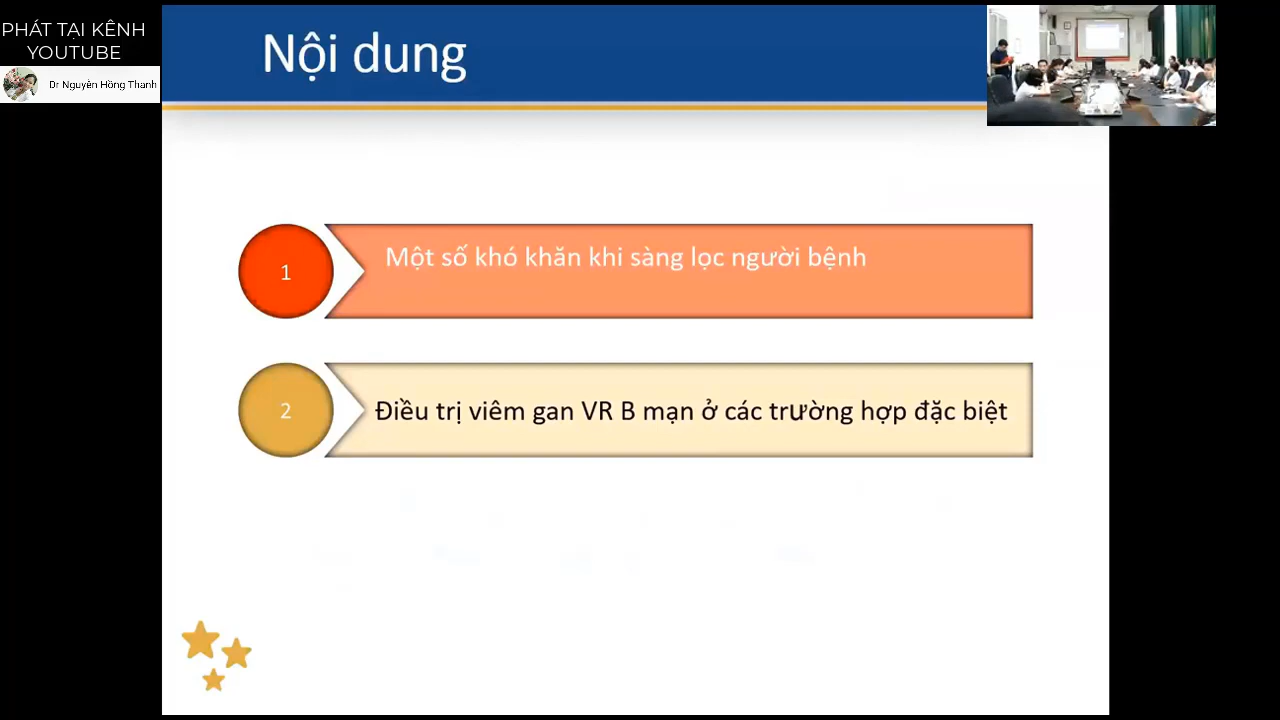 PHÁT TẠI KÊNH
YOUTUBE
Dr Nguyễn Hồng Thanh
Nội dung
1
Một số khó khăn khi sàng lọc người bệnh
2
Điều trị viêm gan VR B mạn ở các trường hợp đặc biệt